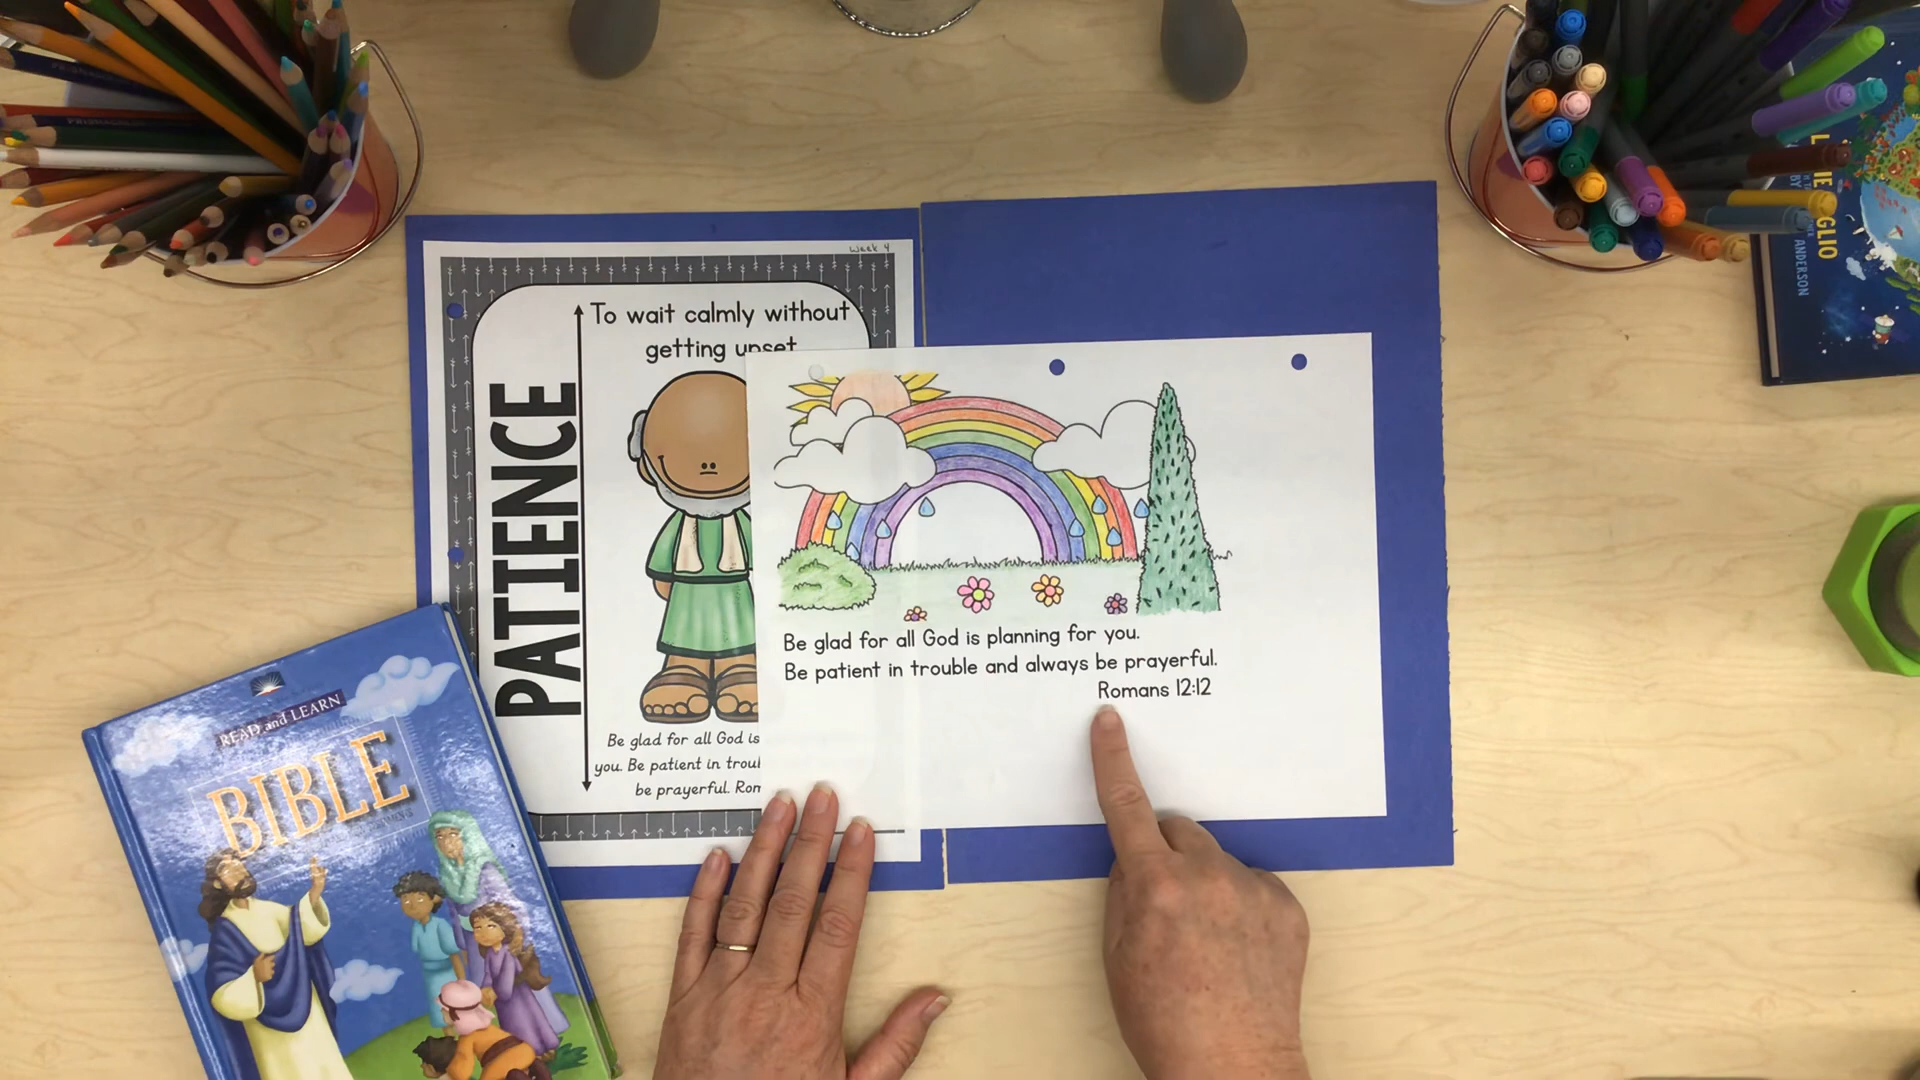 week 4
To wait calmly without
getting upset
PATIENCE
Be glad for all God is
you. Be patient in
be prayerful.
Be glad for all God is planning for you.
Be patient in trouble and always be prayerful.
Romans 12:12
READ and LEARN
BIBLE
GLIO
ANDERSON